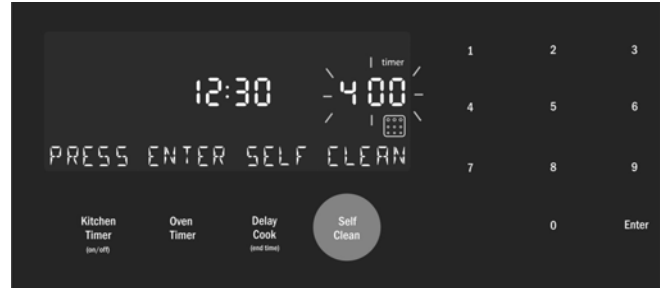 timer
12:30 4 00
PRESS ENTER SELF CLEAN
Kitchen Timer (on/off)
Oven Timer
Delay Cook (end time)
Self Clean
1 2 3
4 5 6
7 8 9
0 Enter